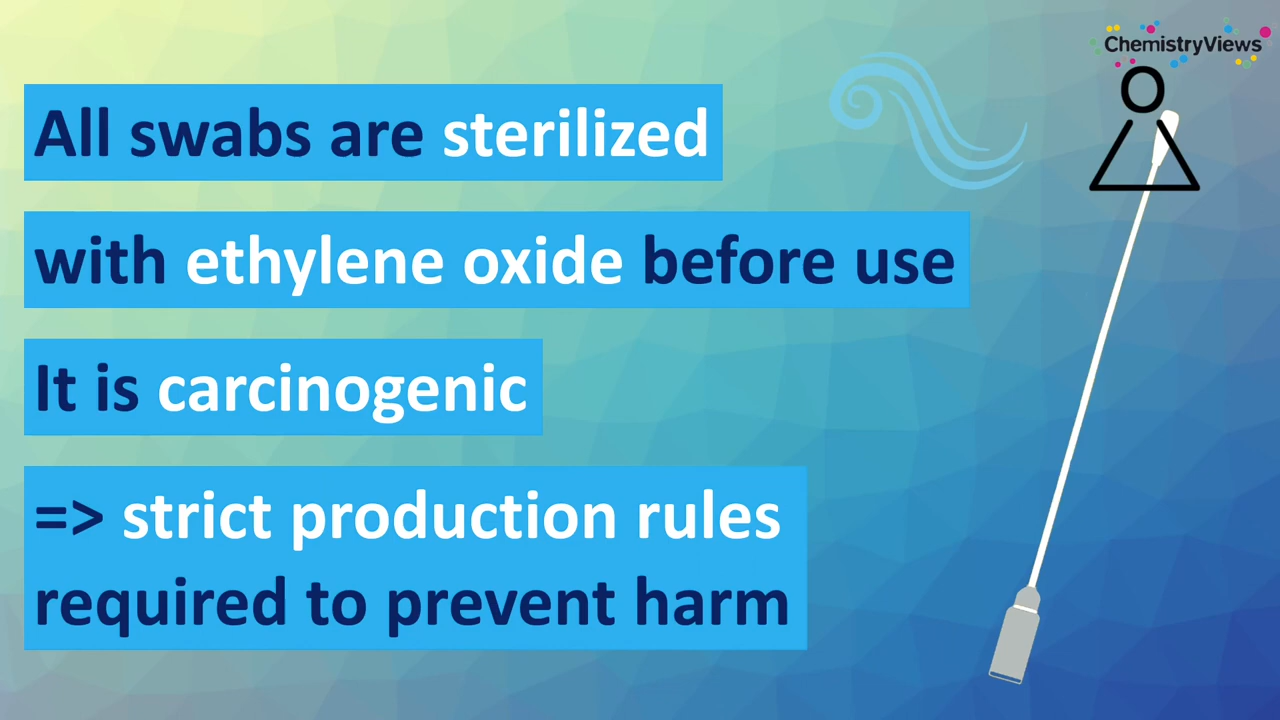 ChemistryViews
All swabs are sterilized
with ethylene oxide before use
It is carcinogenic
=> strict production rules
required to prevent harm